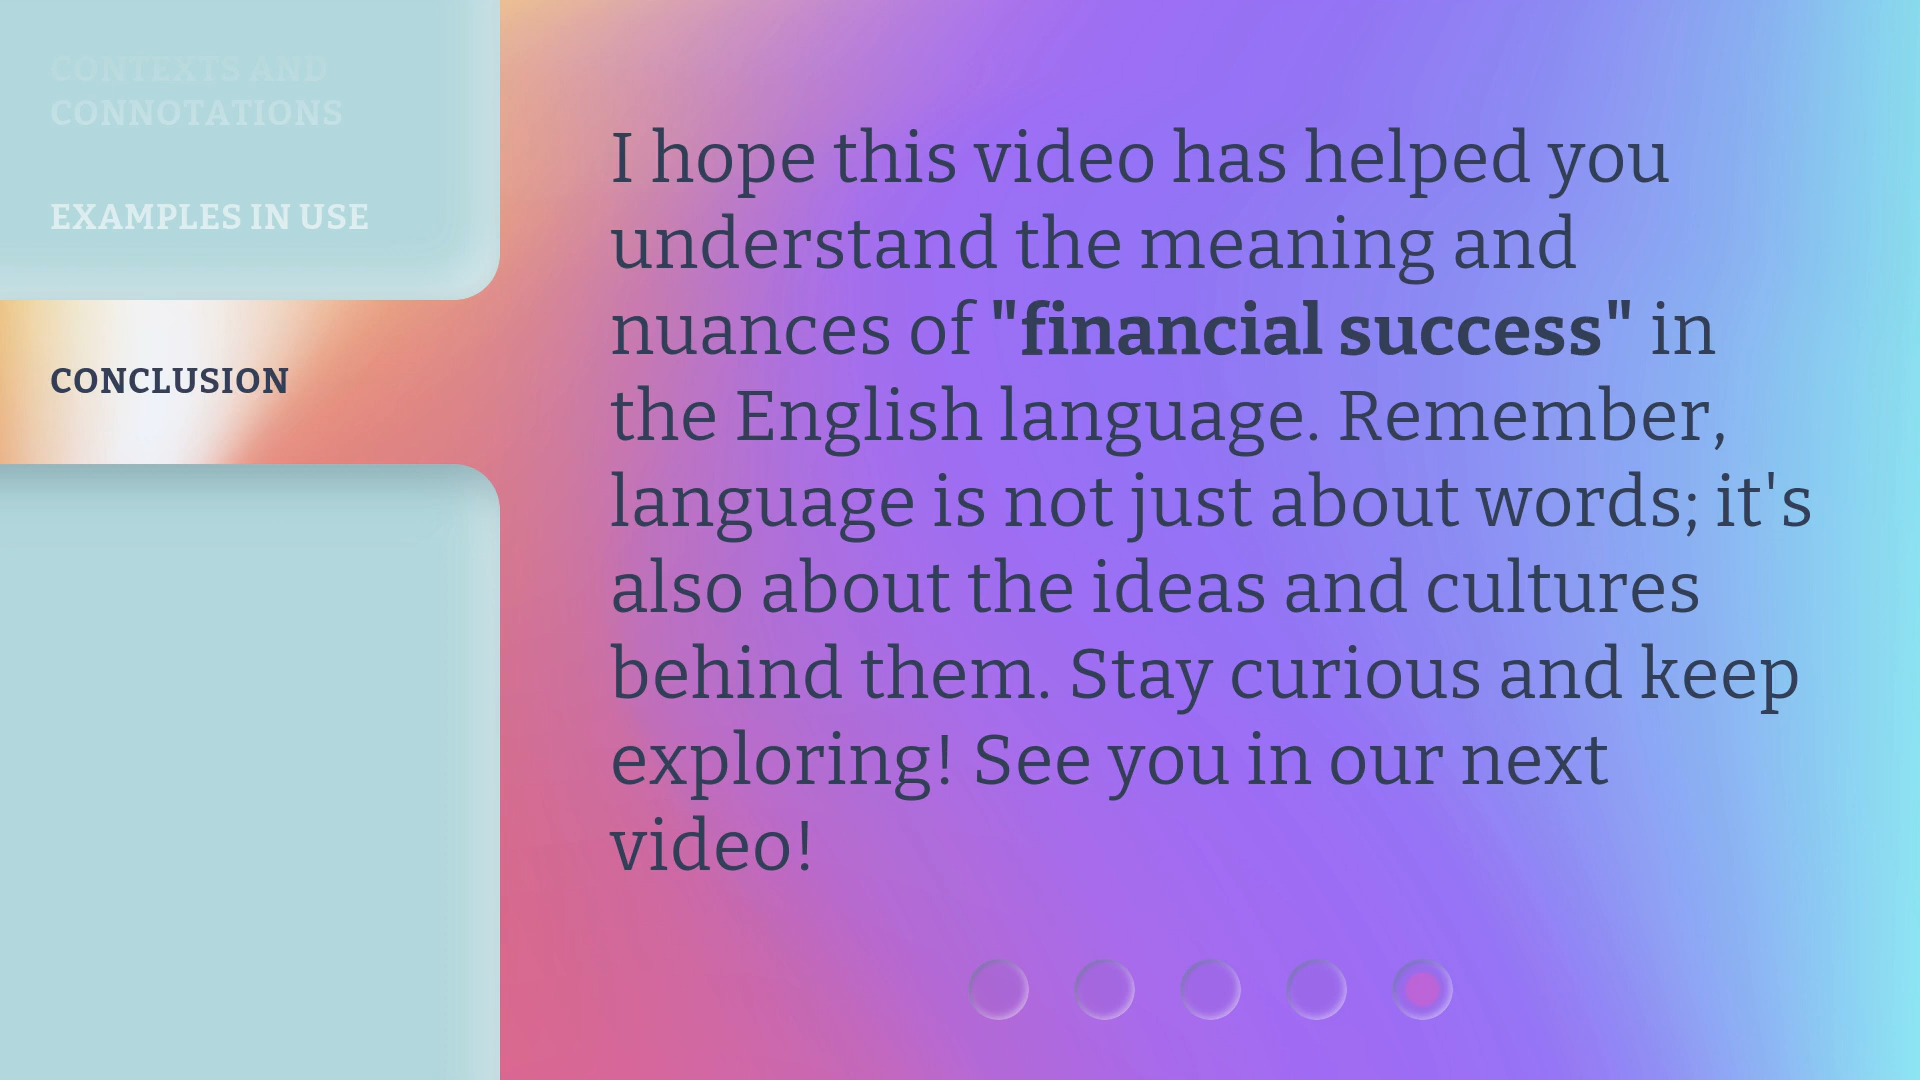 CONTEXTS AND
CONNOTATIONS
EXAMPLES IN USE
CONCLUSION
I hope this video has helped you
understand the meaning and
nuances of "financial success" in
the English language. Remember,
language is not just about words; it's
also about the ideas and cultures
behind them. Stay curious and keep
exploring! See you in our next
video!